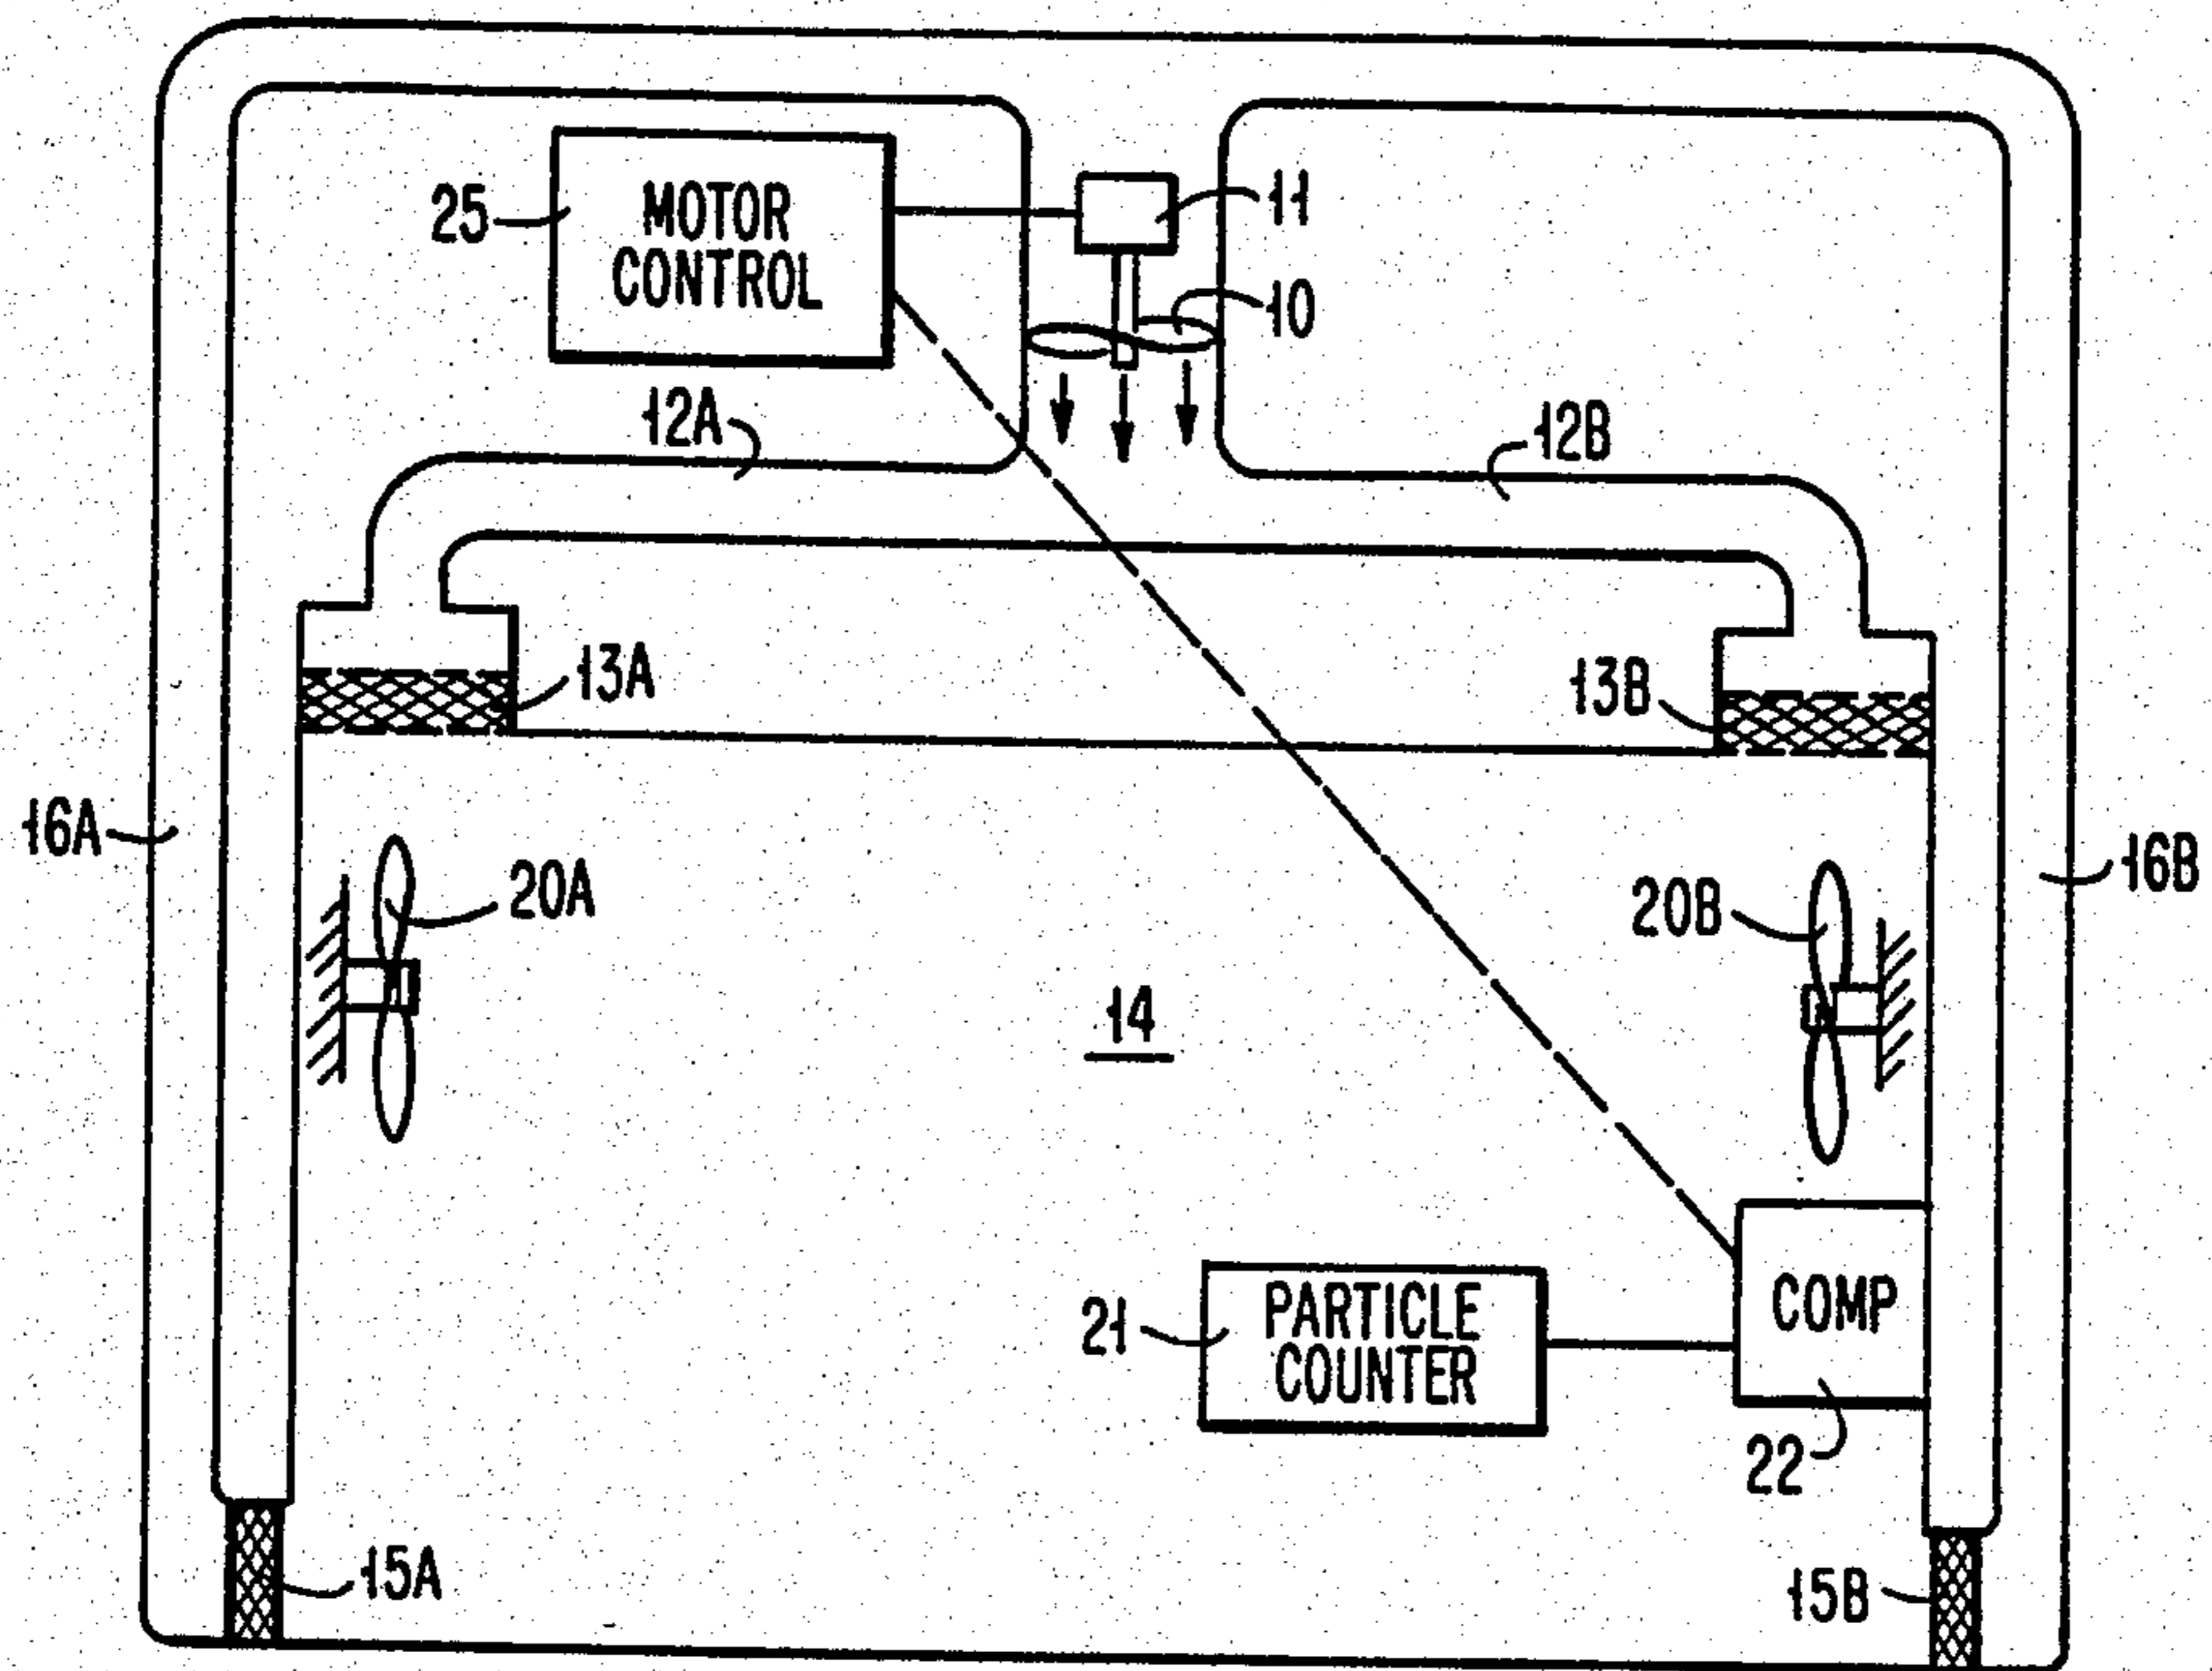 25
MOTOR
CONTROL
11
10
12A
12B
13A
13B
16A
20A
20B
16B
14
21
PARTICLE
COUNTER
COMP
22
15A
15B